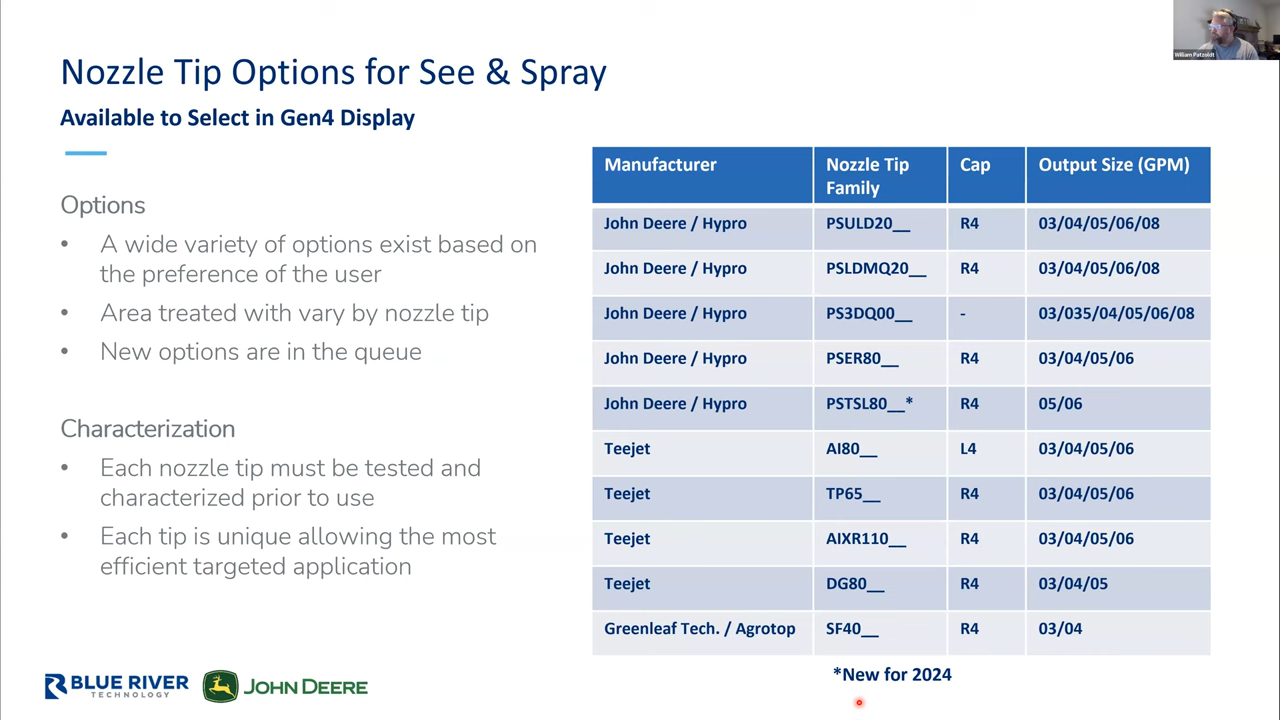 William Patzoldt
Nozzle Tip Options for See & Spray
Available to Select in Gen4 Display
Options
• A wide variety of options exist based on
the preference of the user
• Area treated with vary by nozzle tip
• New options are in the queue
Characterization
• Each nozzle tip must be tested and
characterized prior to use
• Each tip is unique allowing the most
efficient targeted application
Manufacturer Nozzle Tip Family Cap Output Size (GPM)
John Deere / Hypro PSULD20__ R4 03/04/05/06/08
John Deere / Hypro PSLDMQ20__ R4 03/04/05/06/08
John Deere / Hypro PS3DQ00__ - 03/035/04/05/06/08
John Deere / Hypro PSER80__ R4 03/04/05/06
John Deere / Hypro PSTSL80__* R4 05/06
Teejet AI80__ L4 03/04/05/06
Teejet TP65__ R4 03/04/05/06
Teejet AIXR110__ R4 03/04/05/06
Teejet DG80__ R4 03/04/05
Greenleaf Tech. / Agrotop SF40__ R4 03/04
*New for 2024
BLUE RIVER
TECHNOLOGY
JOHN DEERE